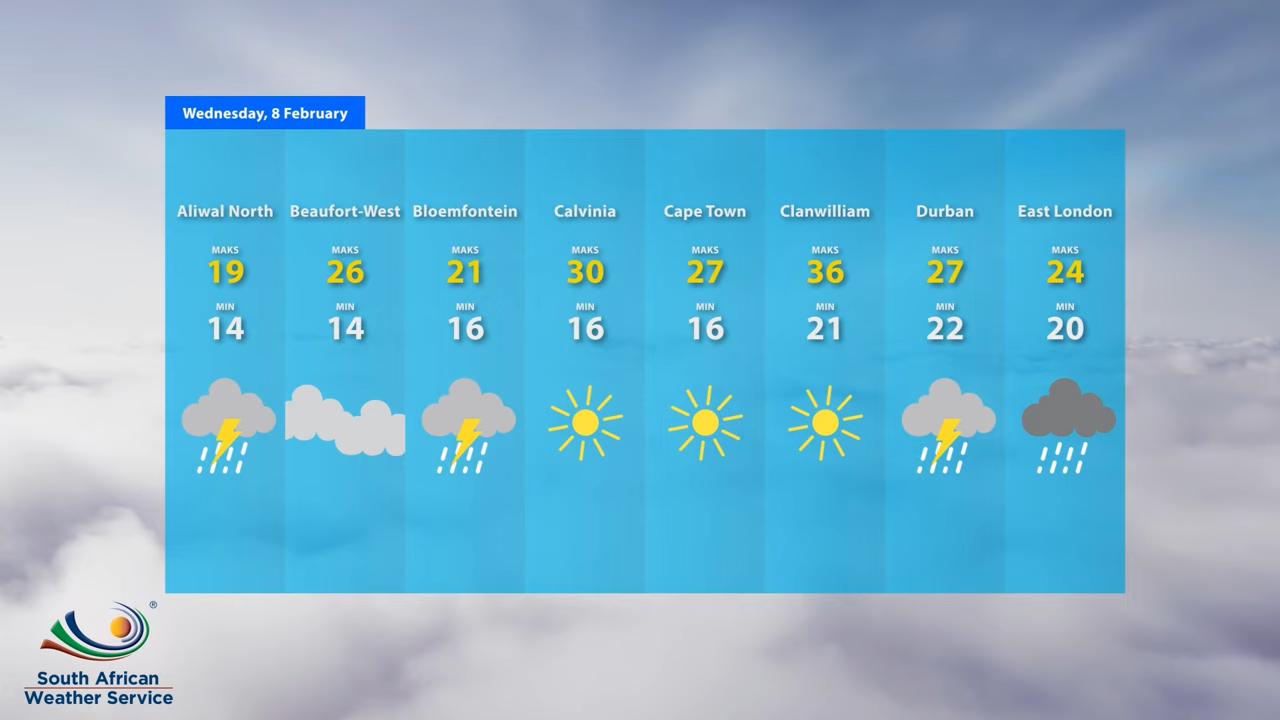 Wednesday, 8 February
Aliwal North Beaufort-West Bloemfontein Calvinia Cape Town Clanwilliam Durban East London
MAKS MAKS MAKS MAKS MAKS MAKS MAKS MAKS
19 26 21 30 27 36 27 24
MIN MIN MIN MIN MIN MIN MIN MIN
14 14 16 16 16 21 22 20
®
South African
Weather Service